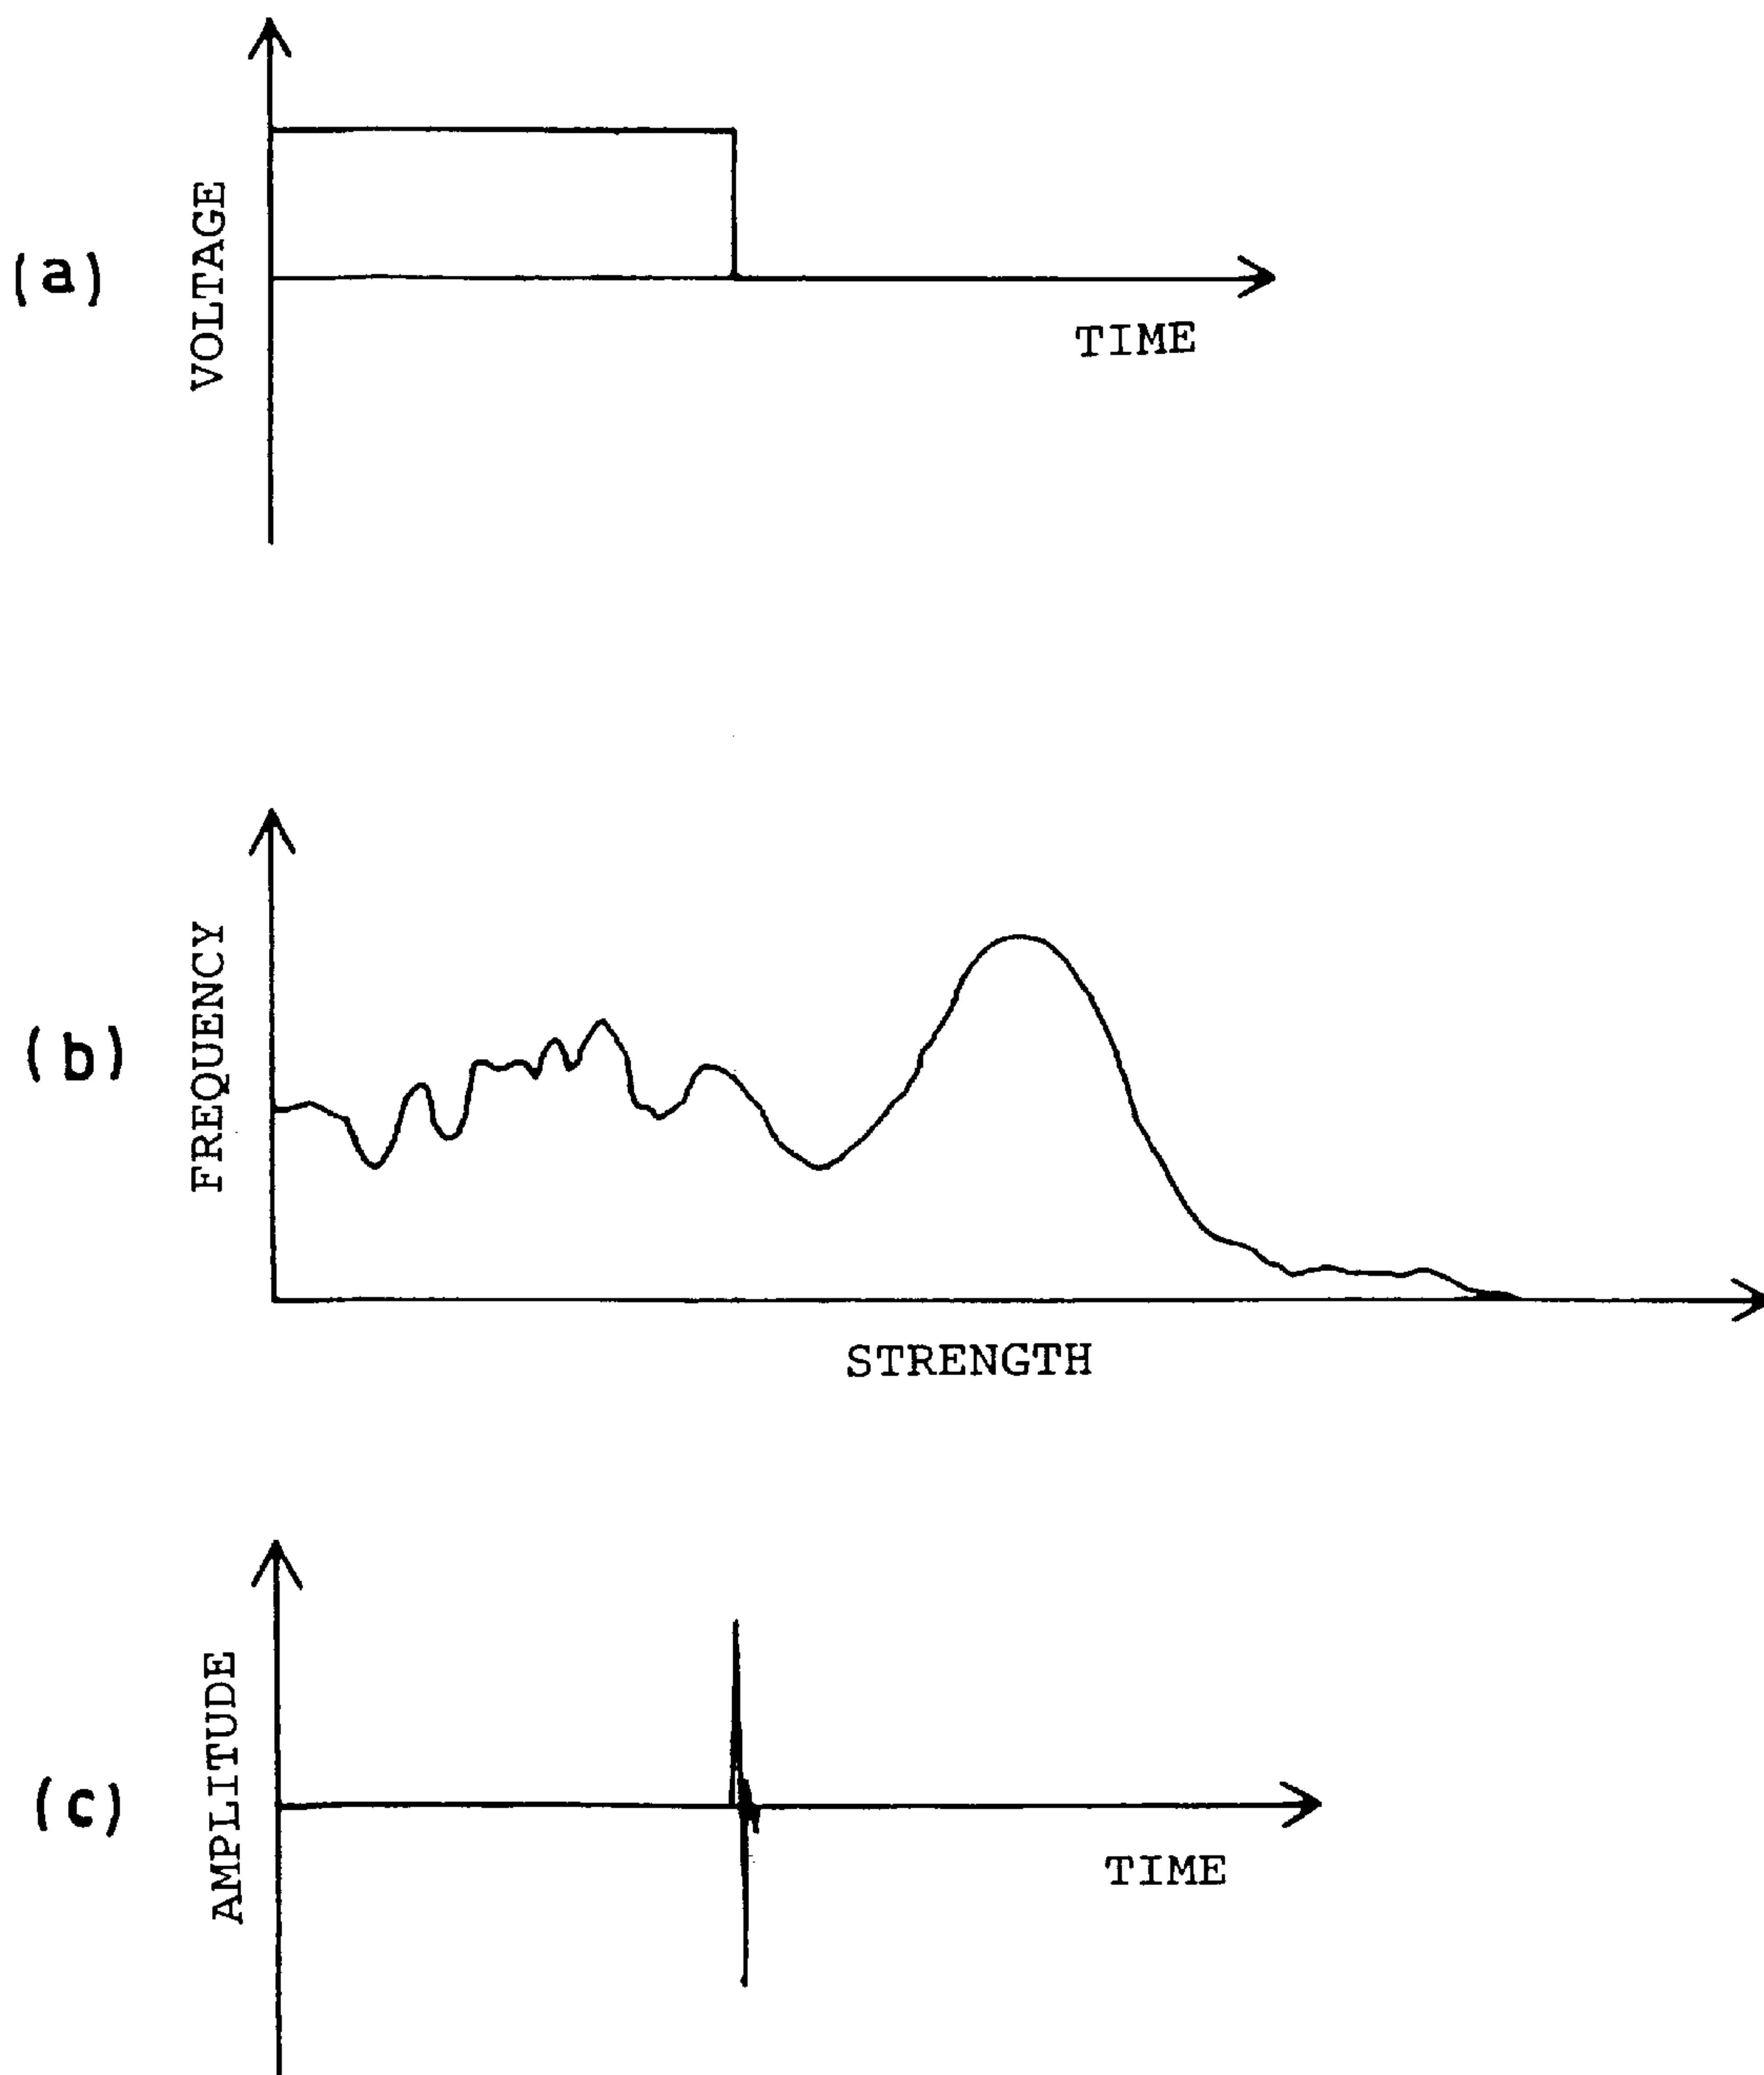 (a)
VOLTAGE
TIME
(b)
FREQUENCY
STRENGTH
(c)
AMPLITUDE
TIME